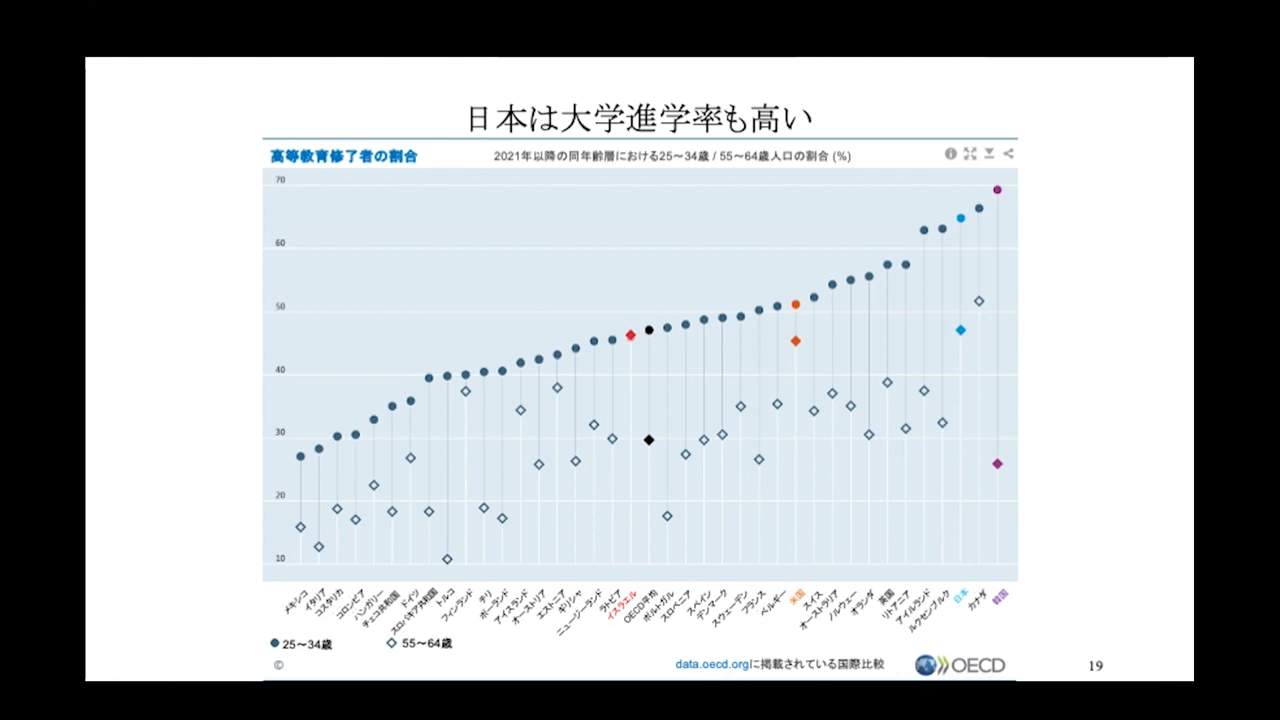 日本は大学進学率も高い
高等教育修了者の割合
2021年以降の同年齢層における25～34歳 / 55～64歳人口の割合 (%)
70
60
50
40
30
20
10
メキシコ
イタリア
コスタリカ
コロンビア
ハンガリー
チェコ共和国
ドイツ
スロバキア共和国
トルコ
フィンランド
チリ
ポーランド
アイスランド
オーストリア
エストニア
ギリシャ
ニュージーランド
ラトビア
イスラエル
OECD平均
ポルトガル
スロベニア
スペイン
デンマーク
スウェーデン
フランス
ベルギー
米国
スイス
オーストラリア
ノルウェー
オランダ
英国
リトアニア
アイルランド
ルクセンブルク
日本
カナダ
韓国
25～34歳
55～64歳
©
data.oecd.orgに掲載されている国際比較
OECD
19